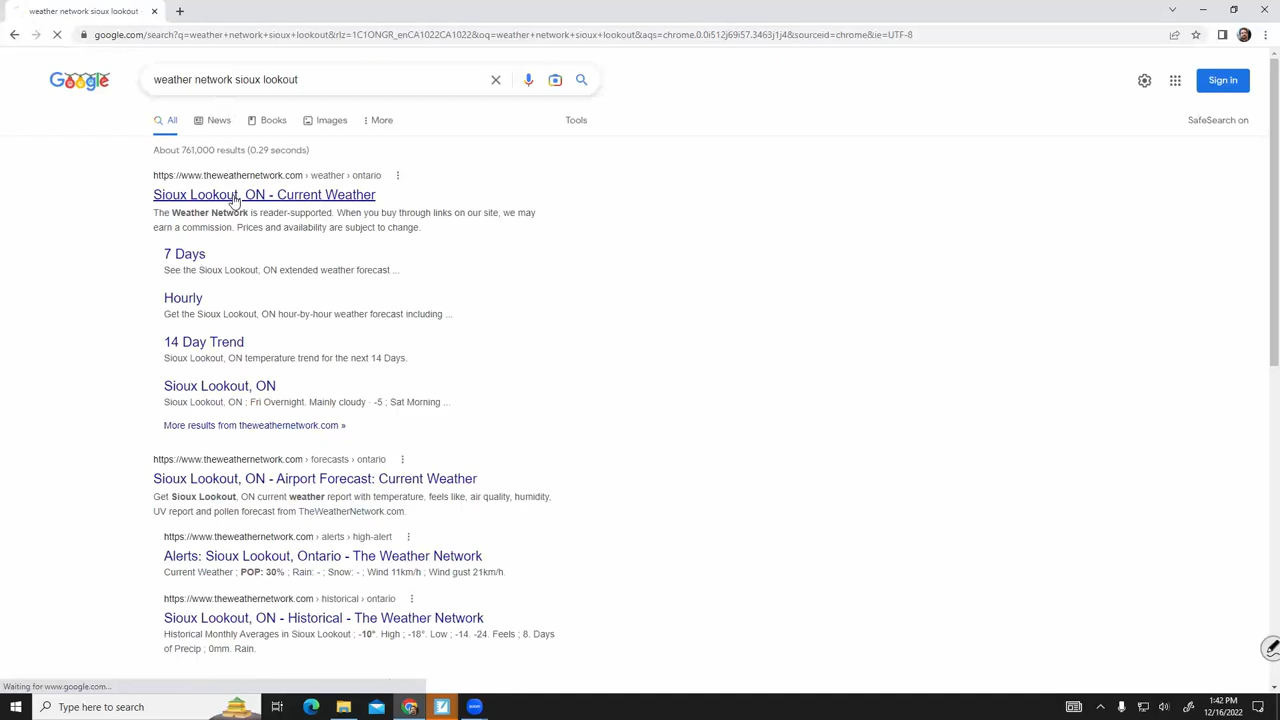 weather network sioux lookout
google.com/search?q=weather+network+sioux+lookout&rlz=1C1ONGR_enCA1022CA1022&oq=weather+network+sioux+lookout&aqs=chrome.0.0i512j69i57.3463j1j4&sourceid=chrome&ie=UTF-8
Google
weather network sioux lookout
Sign in
All
News
Books
Images
More
Tools
SafeSearch on
About 761,000 results (0.29 seconds)
https://www.theweathernetwork.com › weather › ontario
Sioux Lookout, ON - Current Weather
The Weather Network is reader-supported. When you buy through links on our site, we may
earn a commission. Prices and availability are subject to change.
7 Days
See the Sioux Lookout, ON extended weather forecast ...
Hourly
Get the Sioux Lookout, ON hour-by-hour weather forecast including ...
14 Day Trend
Sioux Lookout, ON temperature trend for the next 14 Days.
Sioux Lookout, ON
Sioux Lookout, ON ; Fri Overnight. Mainly cloudy · -5 ; Sat Morning ...
More results from theweathernetwork.com »
https://www.theweathernetwork.com › forecasts › ontario
Sioux Lookout, ON - Airport Forecast: Current Weather
Get Sioux Lookout, ON current weather report with temperature, feels like, air quality, humidity,
UV report and pollen forecast from TheWeatherNetwork.com.
https://www.theweathernetwork.com › alerts › high-alert
Alerts: Sioux Lookout, Ontario - The Weather Network
Current Weather ; POP: 30% ; Rain: - ; Snow: - ; Wind 11km/h ; Wind gust 21km/h.
https://www.theweathernetwork.com › historical › ontario
Sioux Lookout, ON - Historical - The Weather Network
Historical Monthly Averages in Sioux Lookout ; -10°. High ; -18°. Low ; -14. -24. Feels ; 8. Days
of Precip ; 0mm. Rain.
Waiting for www.google.com...
Type here to search
1:42 PM
12/16/2022